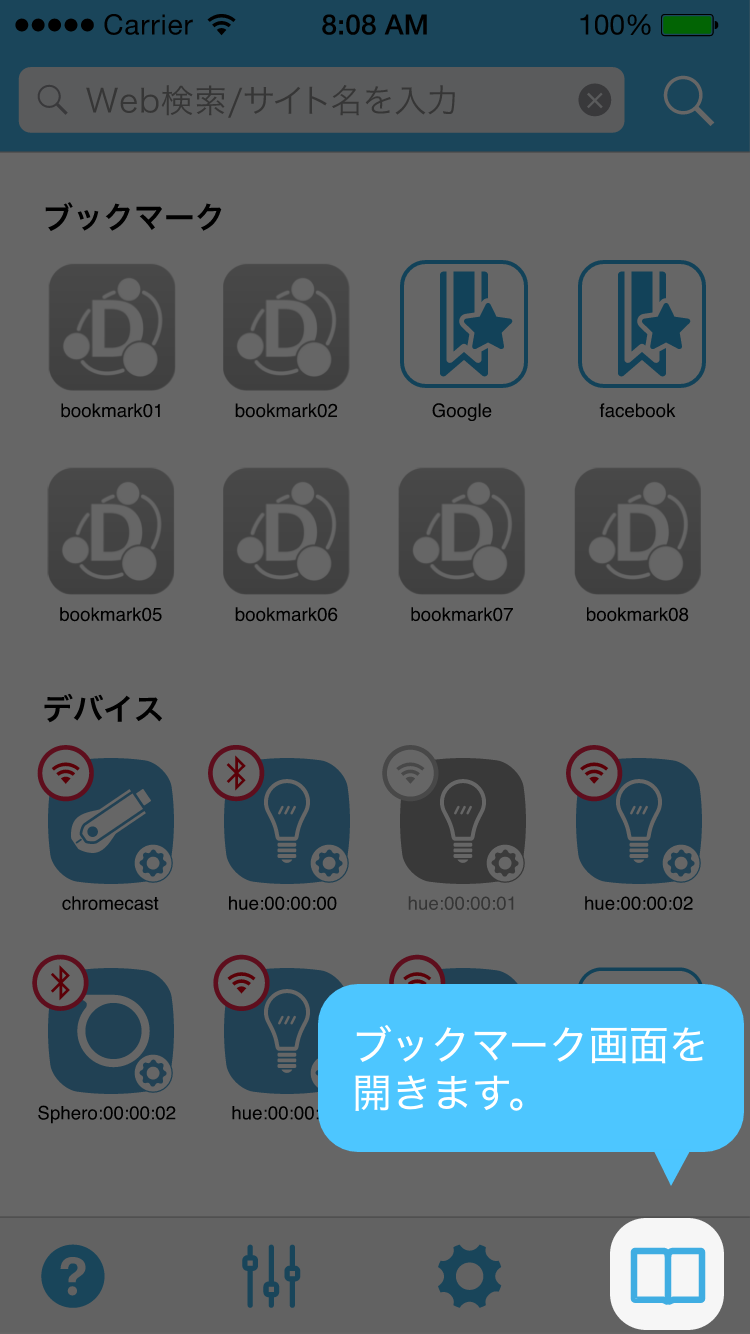 Carrier 8:08 AM 100%
Web検索/サイト名を入力
ブックマーク
bookmark01 bookmark02 Google facebook
bookmark05 bookmark06 bookmark07 bookmark08
デバイス
chromecast hue:00:00:00 hue:00:00:01 hue:00:00:02
Sphero:00:00:02 hue:00:00:
ブックマーク画面を
開きます。